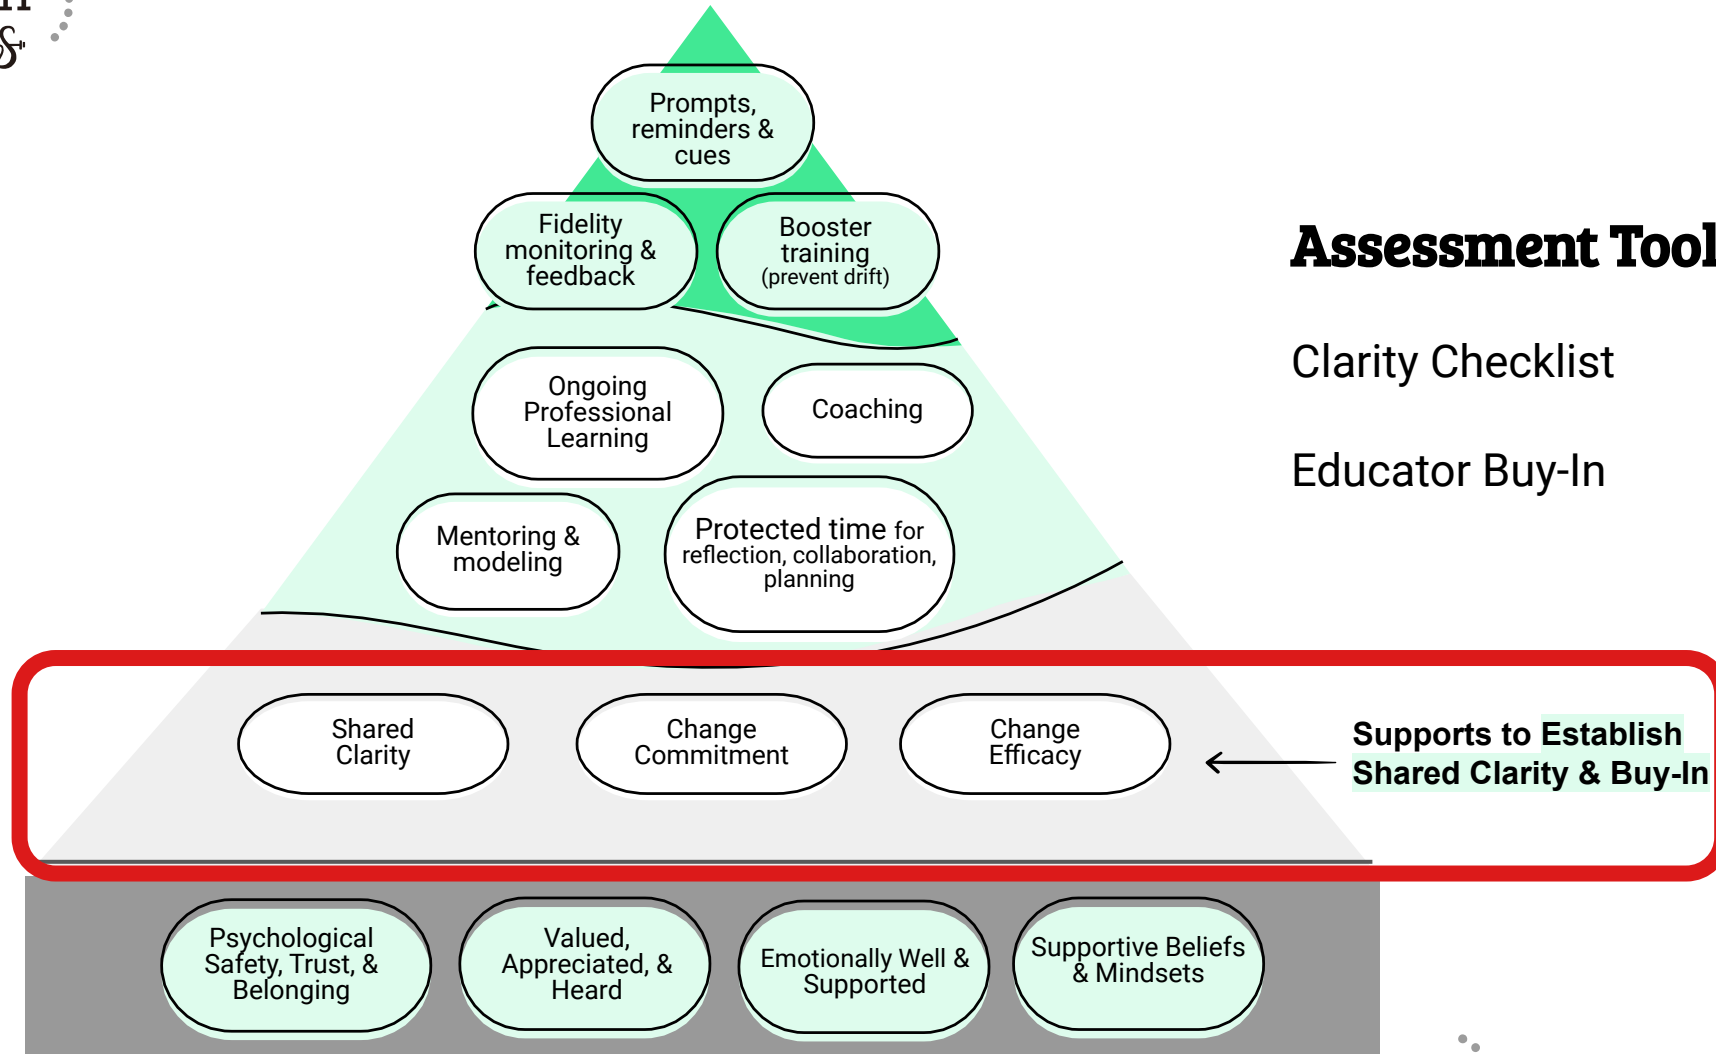 Prompts,
reminders &
cues
Fidelity
monitoring &
feedback
Booster
training
(prevent drift)
Assessment Tool
Clarity Checklist
Educator Buy-In
Ongoing
Professional
Learning
Coaching
Mentoring &
modeling
Protected time for
reflection, collaboration,
planning
Shared
Clarity
Change
Commitment
Change
Efficacy
Supports to Establish
Shared Clarity & Buy-In
Psychological
Safety, Trust, &
Belonging
Valued,
Appreciated, &
Heard
Emotionally Well &
Supported
Supportive Beliefs
& Mindsets